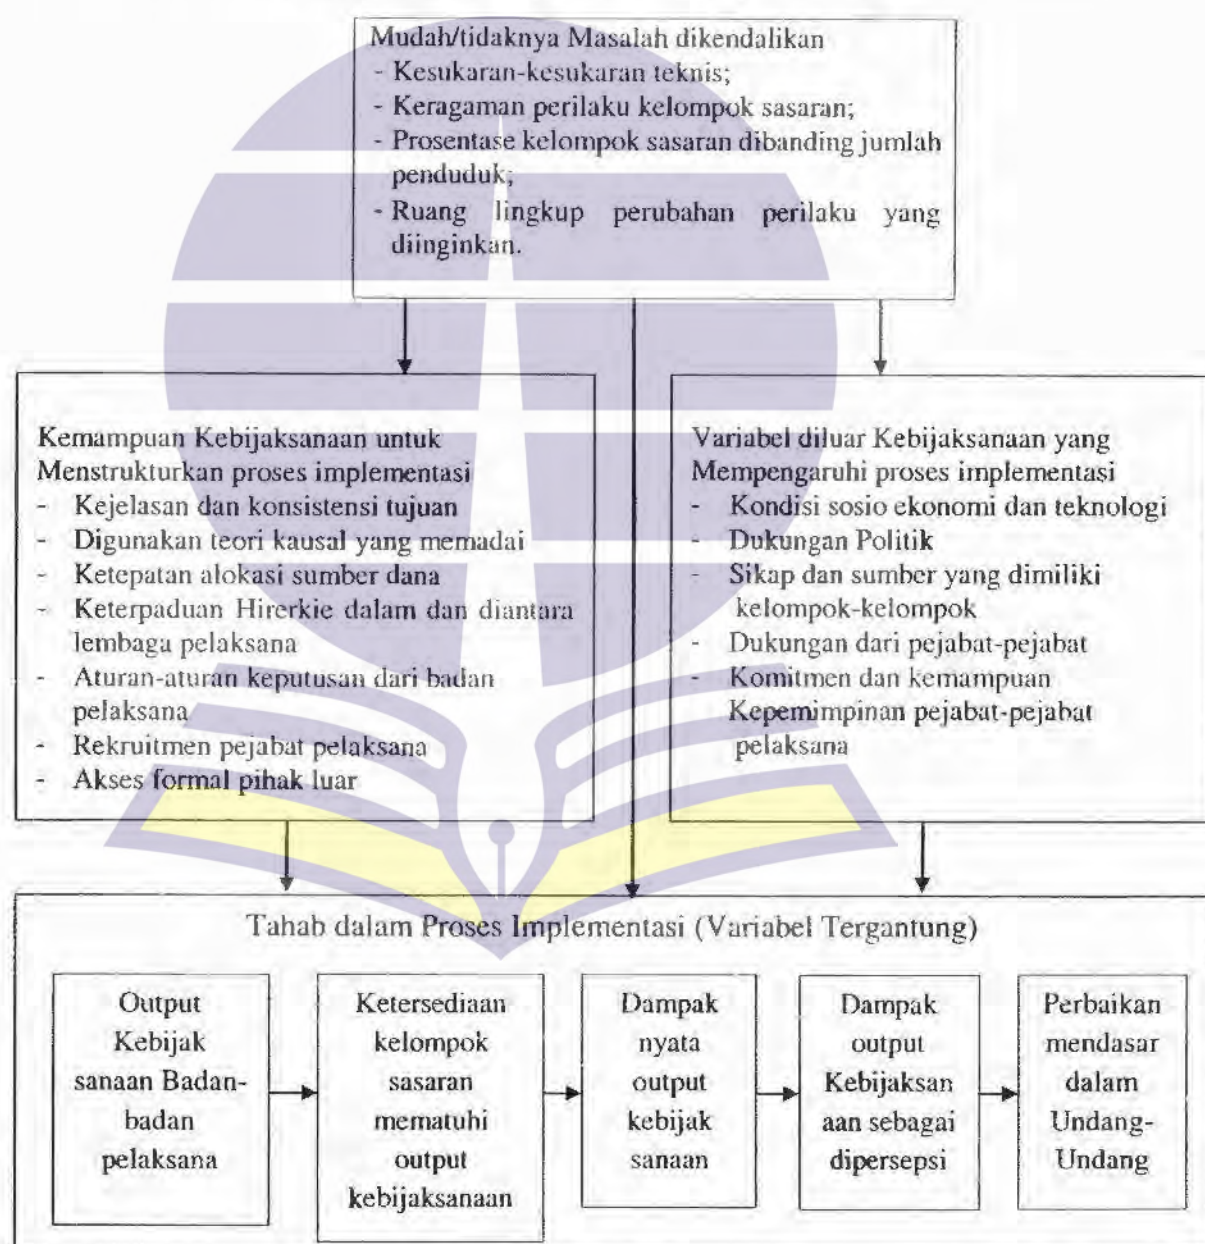 Mudah/tidaknya Masalah dikendalikan
- Kesukaran-kesukaran teknis;
- Keragaman perilaku kelompok sasaran;
- Prosentase kelompok sasaran dibanding jumlah
penduduk;
- Ruang lingkup perubahan perilaku yang
diinginkan.
Kemampuan Kebijaksanaan untuk
Menstrukturkan proses implementasi
- Kejelasan dan konsistensi tujuan
- Digunakan teori kausal yang memadai
- Ketepatan alokasi sumber dana
- Keterpaduan Hirerkie dalam dan diantara
lembaga pelaksana
- Aturan-aturan keputusan dari badan
pelaksana
- Rekruitmen pejabat pelaksana
- Akses formal pihak luar
Variabel diluar Kebijaksanaan yang
Mempengaruhi proses implementasi
- Kondisi sosio ekonomi dan teknologi
- Dukungan Politik
- Sikap dan sumber yang dimiliki
kelompok-kelompok
- Dukungan dari pejabat-pejabat
- Komitmen dan kemampuan
Kepemimpinan pejabat-pejabat
pelaksana
Tahab dalam Proses Implementasi (Variabel Tergantung)
Output
Kebijak
sanaan Badan-
badan
pelaksana
Ketersediaan
kelompok
sasaran
mematuhi
output
kebijaksanaan
Dampak
nyata
output
kebijak
sanaan
Dampak
output
Kebijaksan
aan sebagai
dipersepsi
Perbaikan
mendasar
dalam
Undang-
Undang